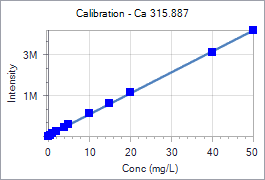 Calibration - Ca 315.887
3M
1M
Intensity
0 10 20 30 40 50
Conc (mg/L)